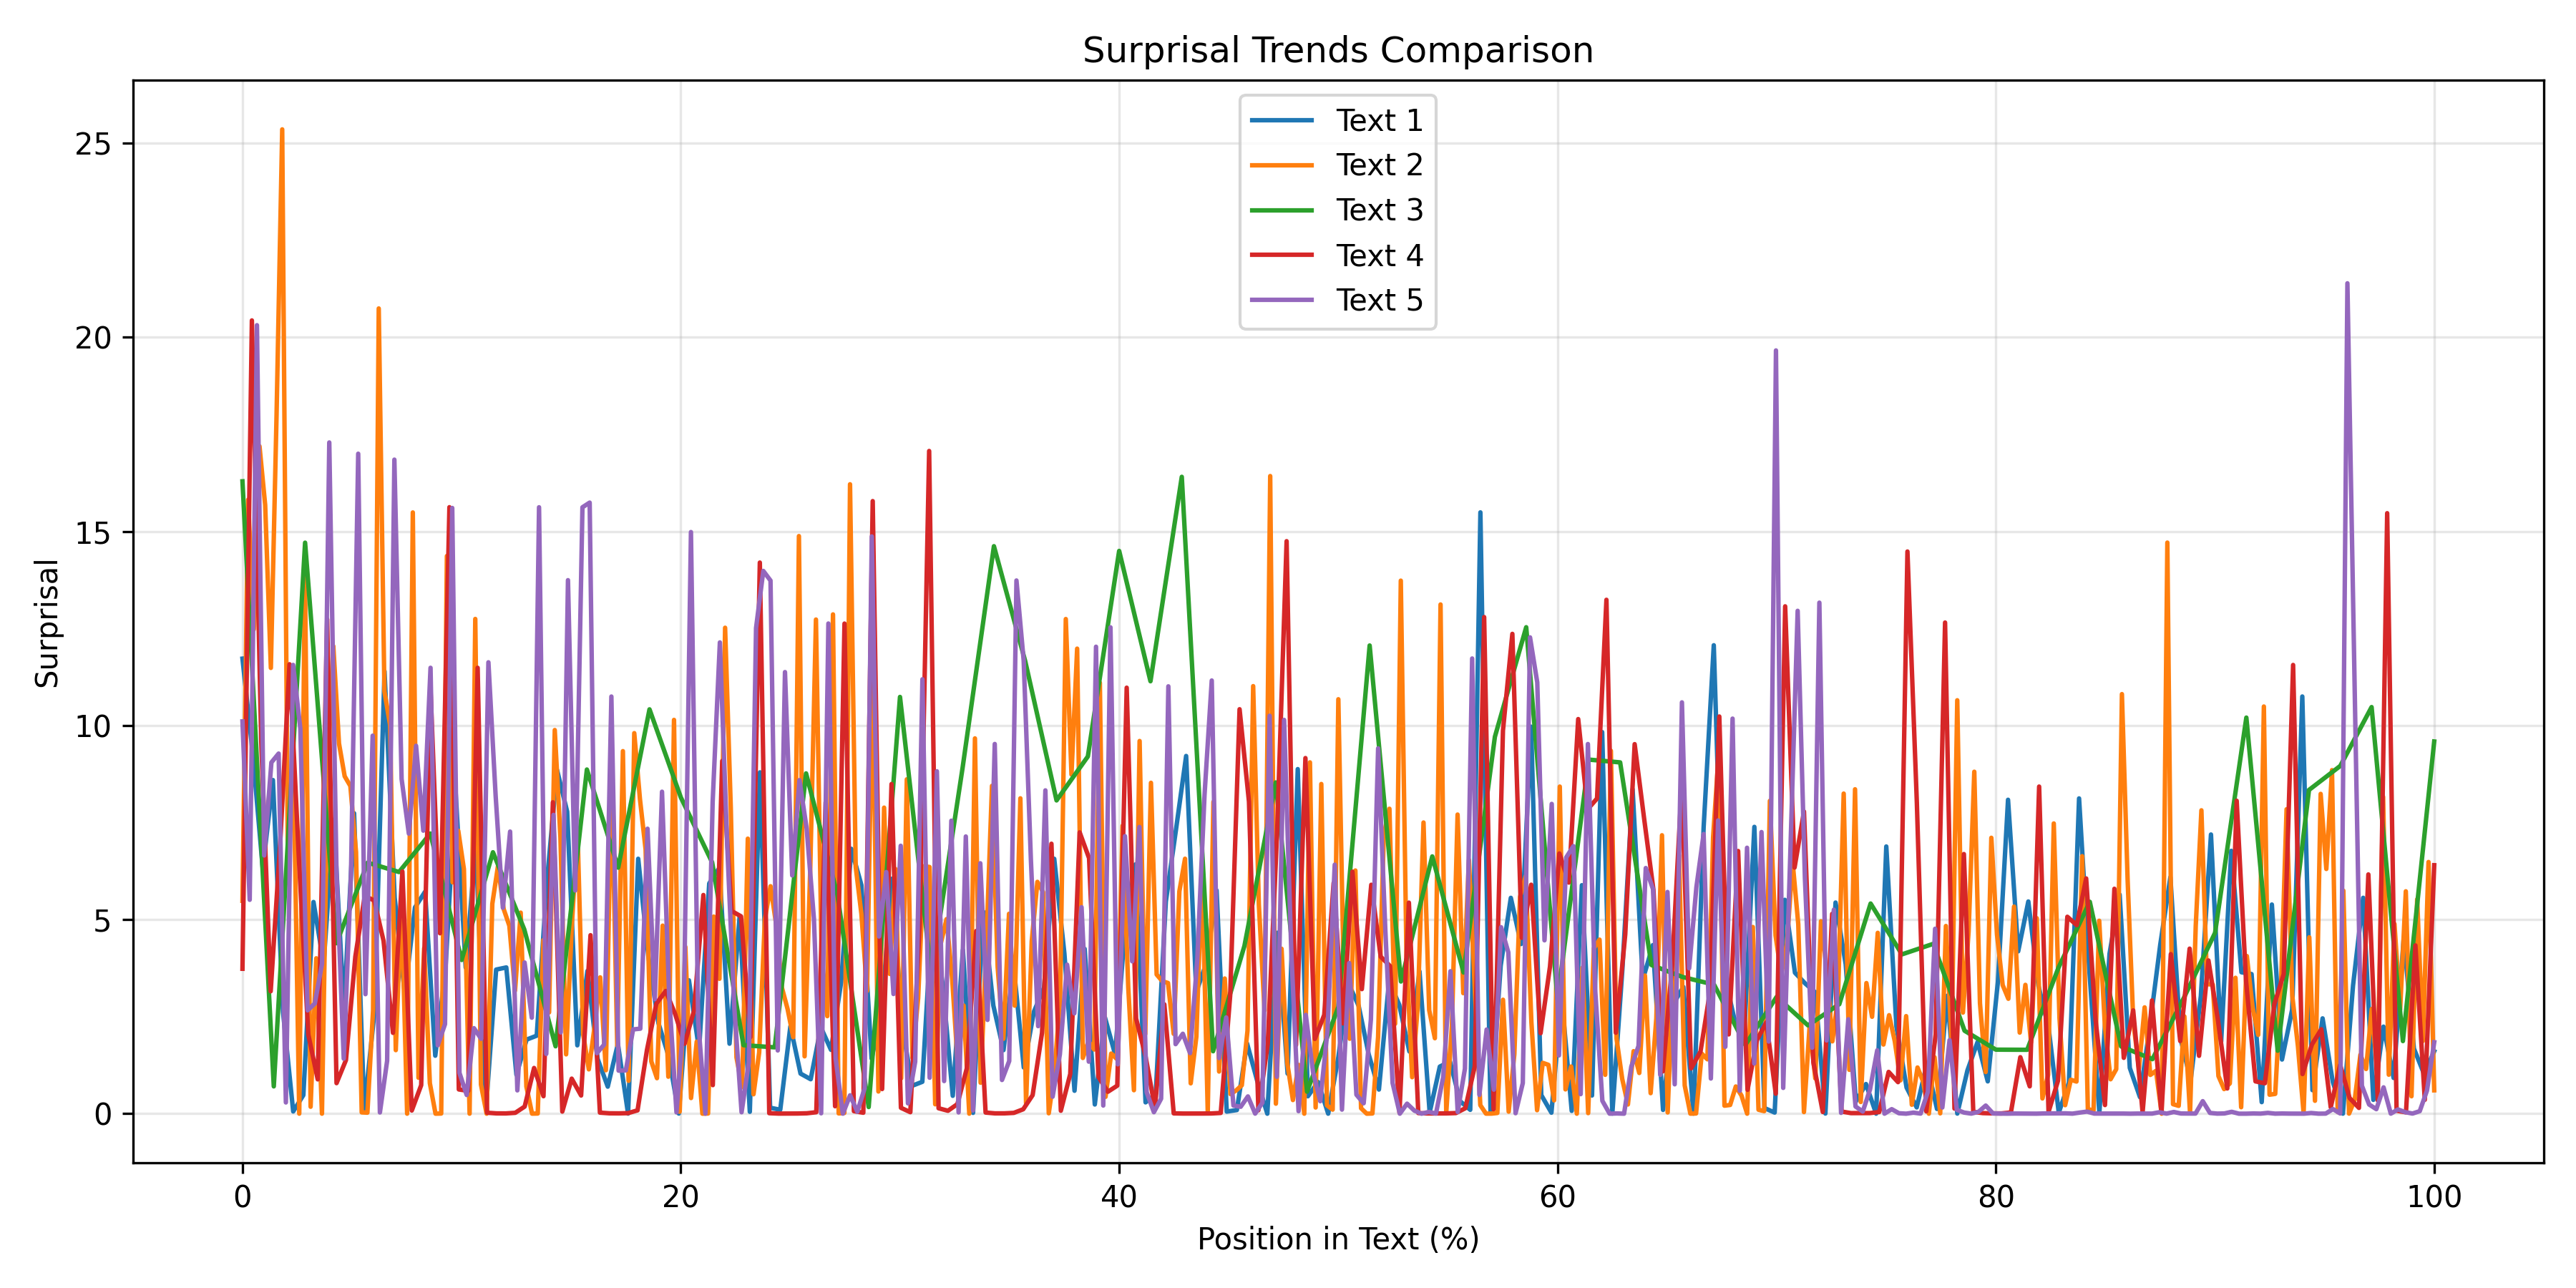 Surprisal Trends Comparison
Text 1
Text 2
Text 3
Text 4
Text 5
25
20
15
10
5
0
Surprisal
0 20 40 60 80 100
Position in Text (%)